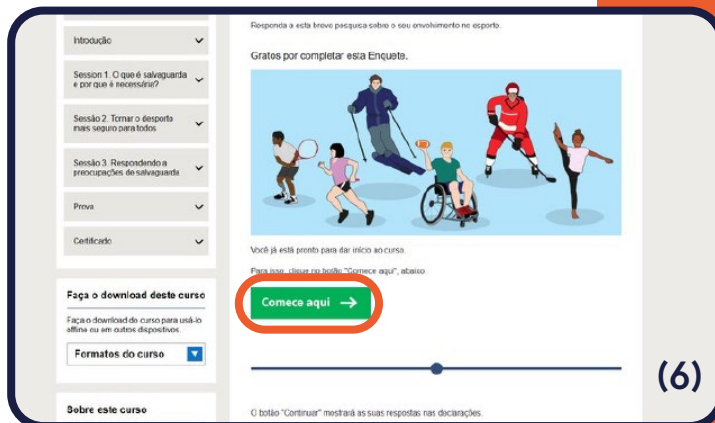 Introdução
Session 1. O que é salvaguarda
e por que é necessária?
Sessão 2. Tornar o desporto
mais seguro para todos
Sessão 3. Respondendo a
preocupações de salvaguarda
Prova
Certificado
Faça o download deste curso
Faça o download do curso para usá-lo
offline ou em outros dispositivos.
Formatos do curso
Sobre este curso
Responda a esta breve pesquisa sobre o seu envolvimento no esporto.
Gratos por completar esta Enquete.
Você já está pronto para dar início ao curso.
Para isso, clique no botão "Comece aqui", abaixo.
Comece aqui →
O botão "Continuar" mostrará as suas respostas nas declarações.
(6)